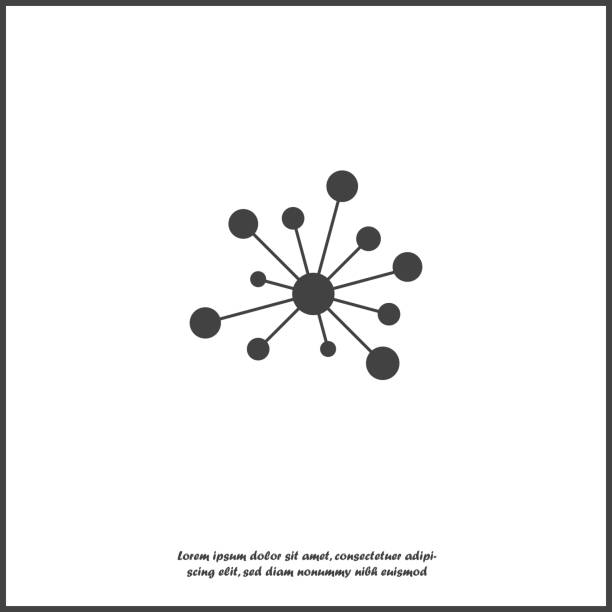 Lorem ipsum dolor sit amet, consectetuer adipi-
scing elit, sed diam nonummy nibh euismod